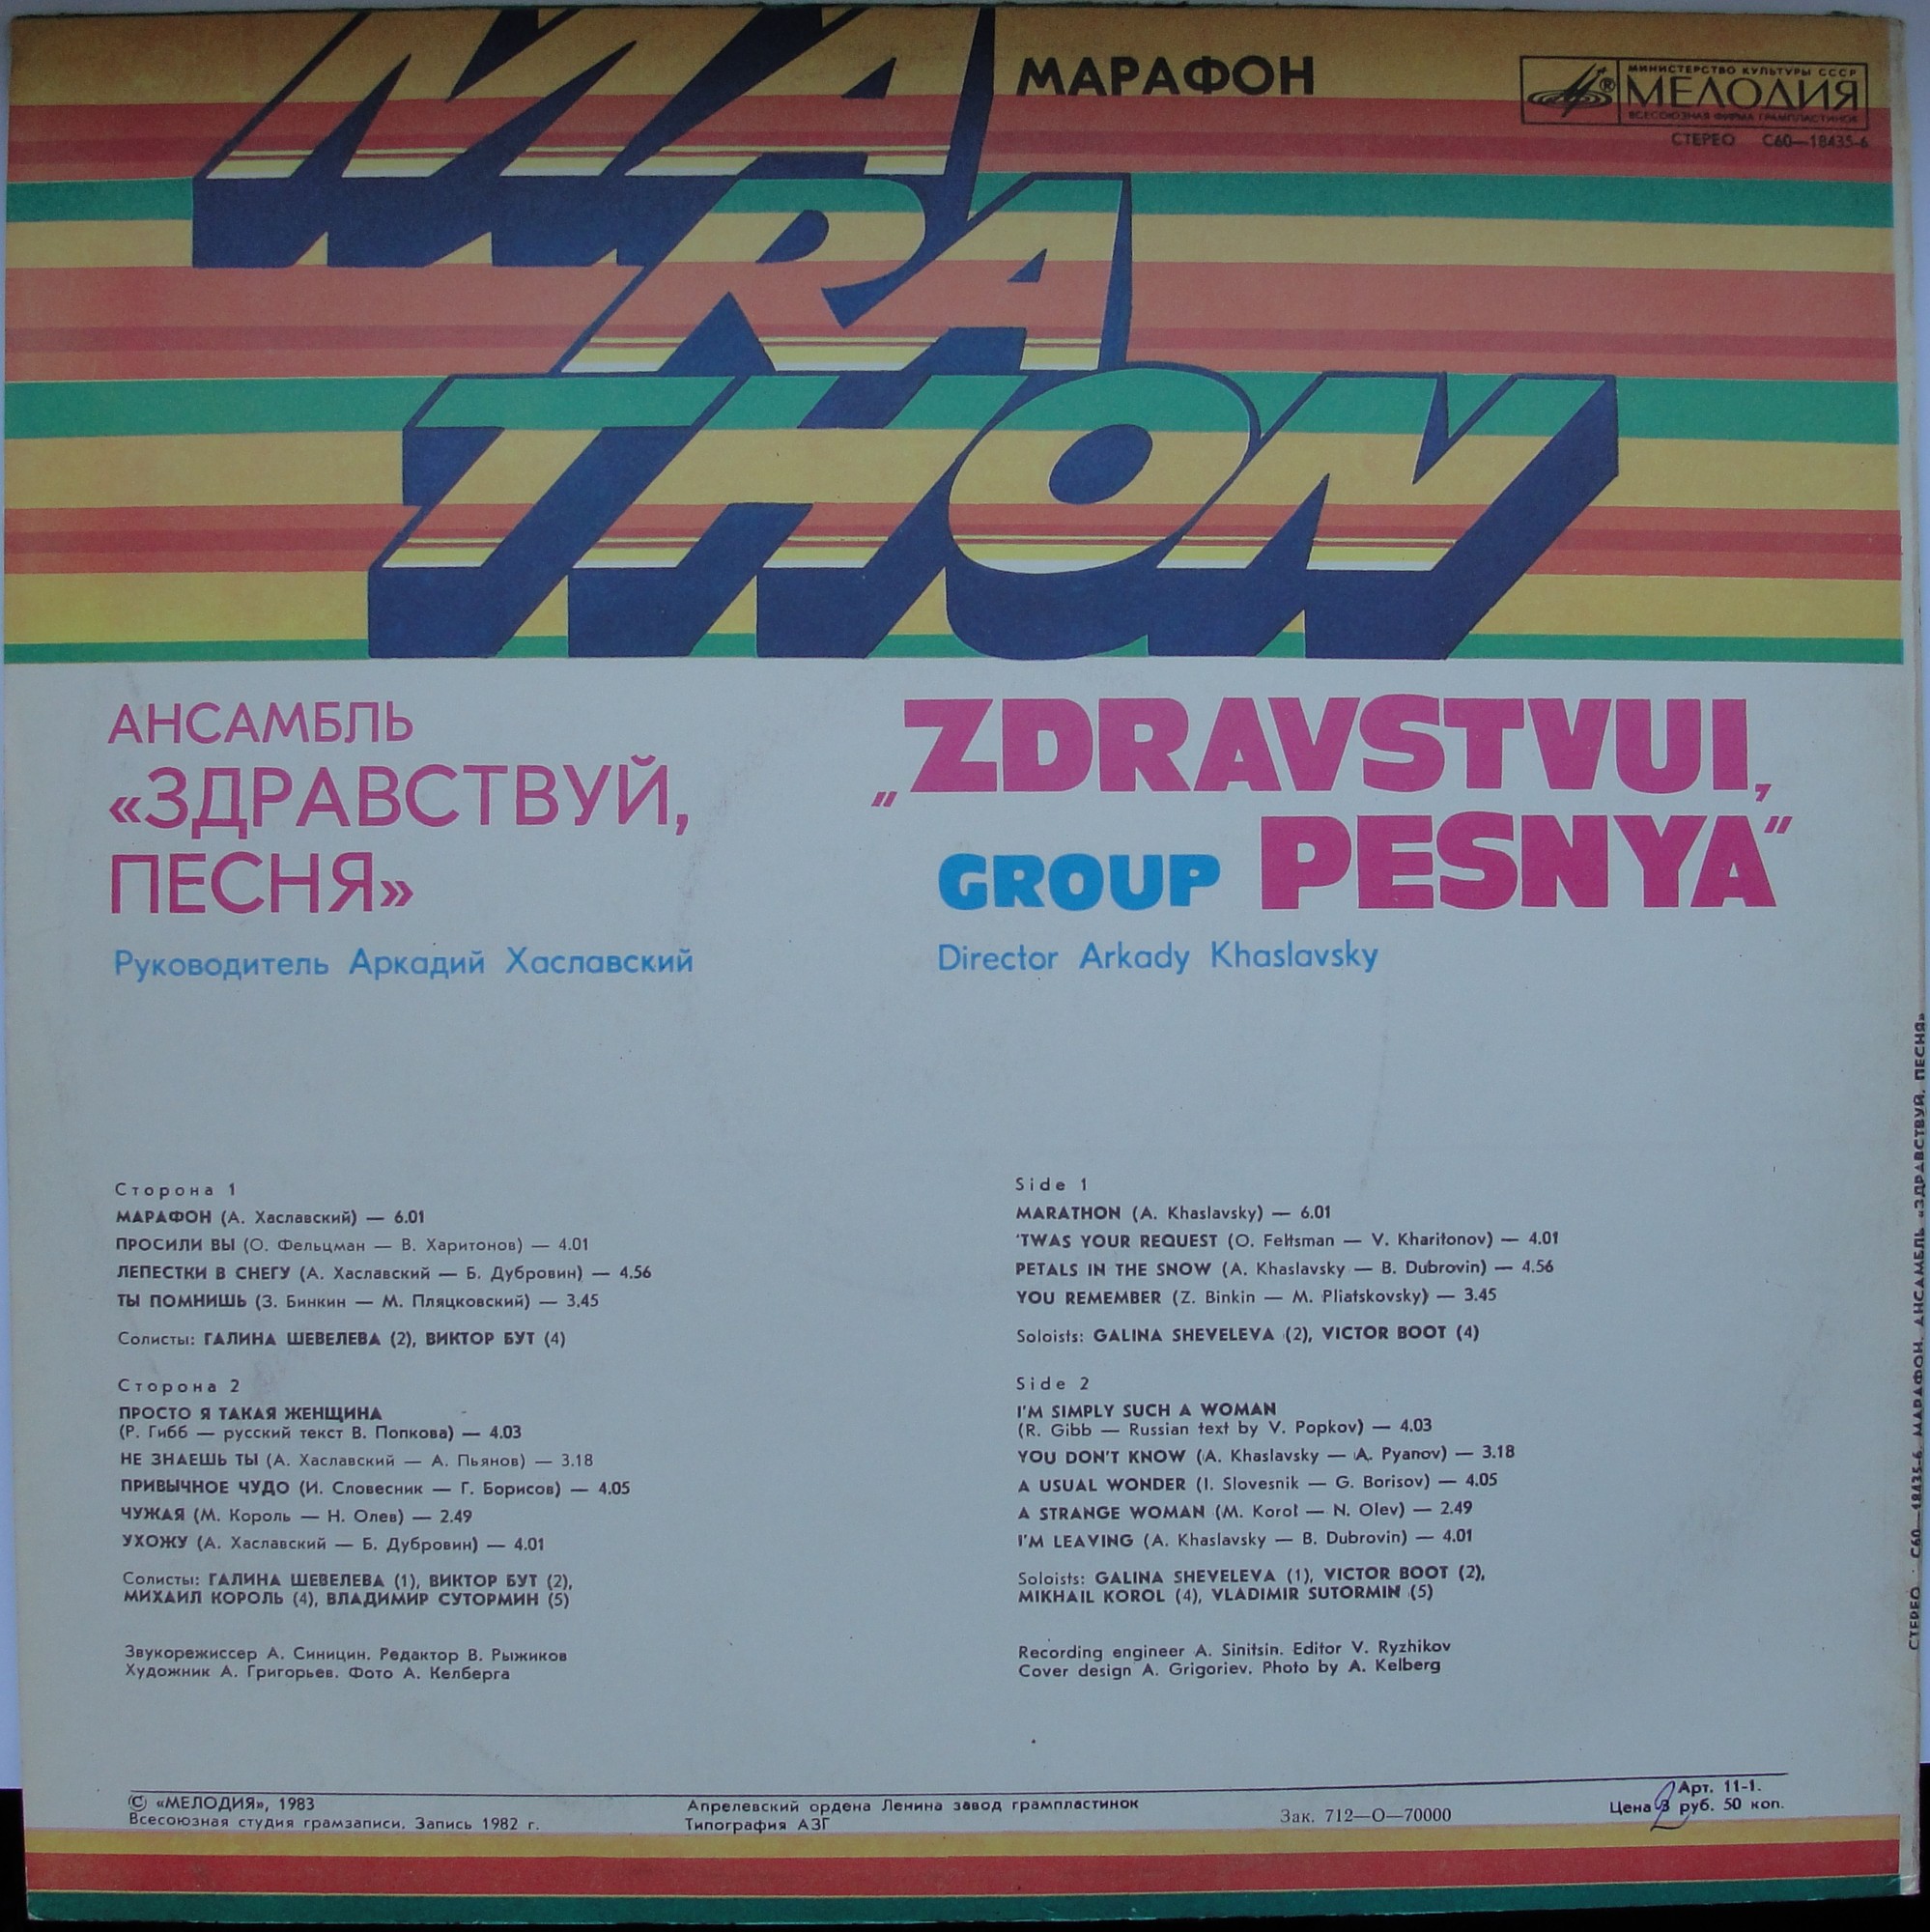 MA
RA
THON
МАРАФОН
МИНИСТЕРСТВО КУЛЬТУРЫ СССР
®
МЕЛОДИЯ
ВСЕСОЮЗНАЯ ФИРМА ГРАМПЛАСТИНОК
СТЕРЕО С60—18435-6
АНСАМБЛЬ
«ЗДРАВСТВУЙ,
ПЕСНЯ»
Руководитель Аркадий Хаславский
„ZDRAVSTVUI,
GROUP PESNYA“
Director Arkady Khaslavsky
Сторона 1
МАРАФОН (А. Хаславский) — 6.01
ПРОСИЛИ ВЫ (О. Фельцман — В. Харитонов) — 4.01
ЛЕПЕСТКИ В СНЕГУ (А. Хаславский — Б. Дубровин) — 4.56
ТЫ ПОМНИШЬ (З. Бинкин — М. Пляцковский) — 3.45
Солисты: ГАЛИНА ШЕВЕЛЕВА (2), ВИКТОР БУТ (4)
Сторона 2
ПРОСТО Я ТАКАЯ ЖЕНЩИНА
(Р. Гибб — русский текст В. Попкова) — 4.03
НЕ ЗНАЕШЬ ТЫ (А. Хаславский — А. Пьянов) — 3.18
ПРИВЫЧНОЕ ЧУДО (И. Словесник — Г. Борисов) — 4.05
ЧУЖАЯ (М. Король — Н. Олев) — 2.49
УХОЖУ (А. Хаславский — Б. Дубровин) — 4.01
Солисты: ГАЛИНА ШЕВЕЛЕВА (1), ВИКТОР БУТ (2),
МИХАИЛ КОРОЛЬ (4), ВЛАДИМИР СУТОРМИН (5)
Звукорежиссер А. Синицин. Редактор В. Рыжиков
Художник А. Григорьев. Фото А. Келберга
Side 1
MARATHON (A. Khaslavsky) — 6.01
'TWAS YOUR REQUEST (O. Feltsman — V. Kharitonov) — 4.01
PETALS IN THE SNOW (A. Khaslavsky — B. Dubrovin) — 4.56
YOU REMEMBER (Z. Binkin — M. Pliatskovsky) — 3.45
Soloists: GALINA SHEVELEVA (2), VICTOR BOOT (4)
Side 2
I'M SIMPLY SUCH A WOMAN
(R. Gibb — Russian text by V. Popkov) — 4.03
YOU DON'T KNOW (A. Khaslavsky — A. Pyanov) — 3.18
A USUAL WONDER (I. Slovesnik — G. Borisov) — 4.05
A STRANGE WOMAN (M. Korol — N. Olev) — 2.49
I'M LEAVING (A. Khaslavsky — B. Dubrovin) — 4.01
Soloists: GALINA SHEVELEVA (1), VICTOR BOOT (2),
MIKHAIL KOROL (4), VLADIMIR SUTORMIN (5)
Recording engineer A. Sinitsin. Editor V. Ryzhikov
Cover design A. Grigoriev. Photo by A. Kelberg
© «МЕЛОДИЯ», 1983
Всесоюзная студия грамзаписи. Запись 1982 г.
Апрелевский ордена Ленина завод грампластинок
Типография АЗГ
Зак. 712—О—70000
Арт. 11-1.
Цена 3 руб. 50 коп.
СТЕРЕО С60—18435-6 МАРАФОН. АНСАМБЛЬ «ЗДРАВСТВУЙ, ПЕСНЯ»